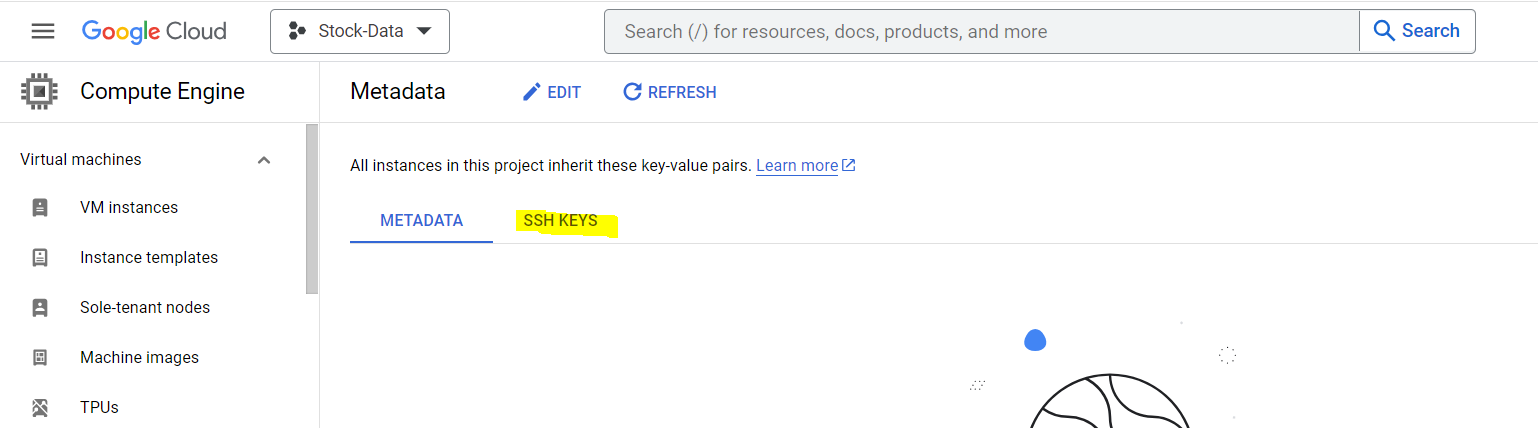 Google Cloud
Stock-Data
Search (/) for resources, docs, products, and more
Search
Compute Engine
Metadata
EDIT
REFRESH
Virtual machines
All instances in this project inherit these key-value pairs. Learn more
VM instances
METADATA
SSH KEYS
Instance templates
Sole-tenant nodes
Machine images
TPUs